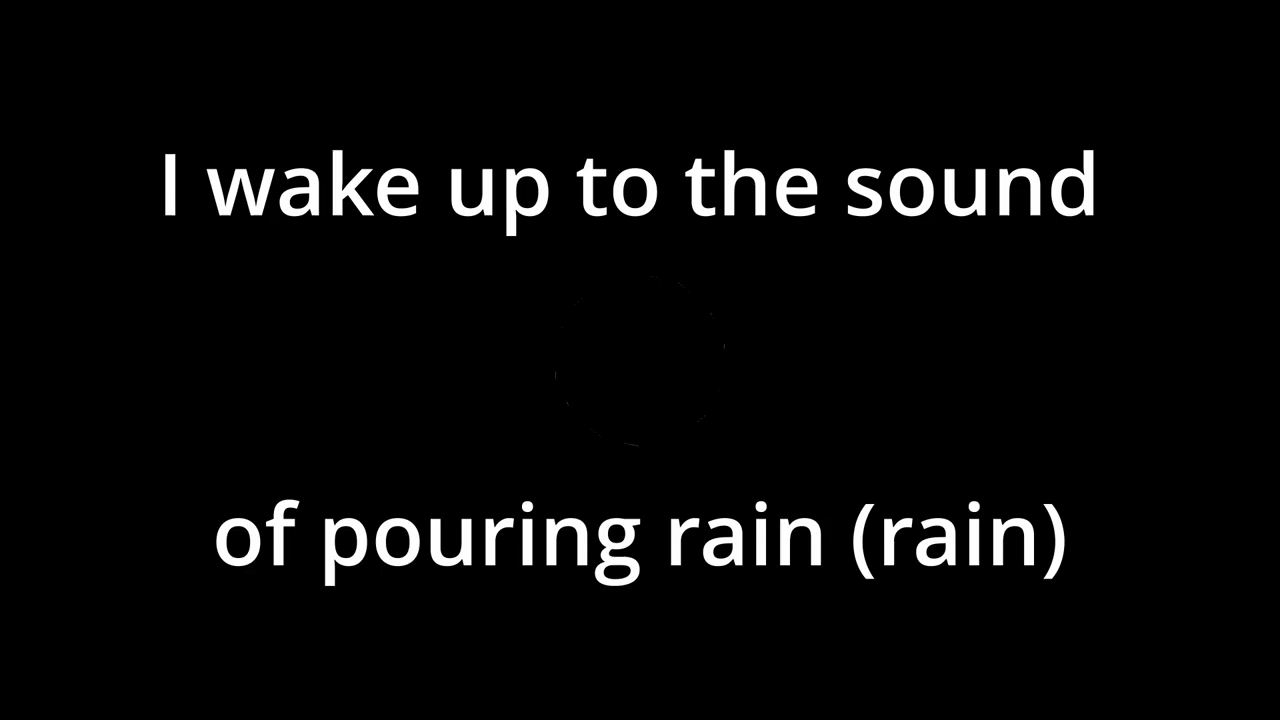 I wake up to the sound
of pouring rain (rain)